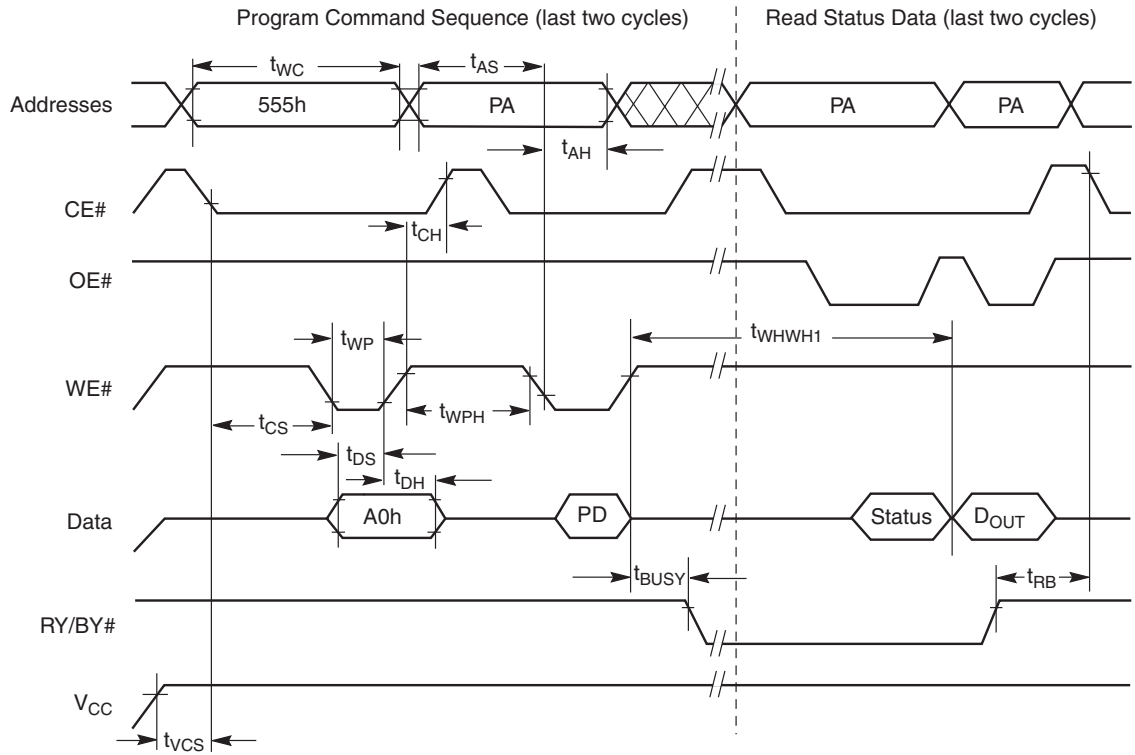 Program Command Sequence (last two cycles)
Read Status Data (last two cycles)
tWC
tAS
Addresses
555h
PA
PA
PA
tAH
CE#
tCH
OE#
tWHWH1
tWP
WE#
tWPH
tCS
tDS
tDH
Data
A0h
PD
Status
DOUT
tBUSY
tRB
RY/BY#
VCC
tVCS